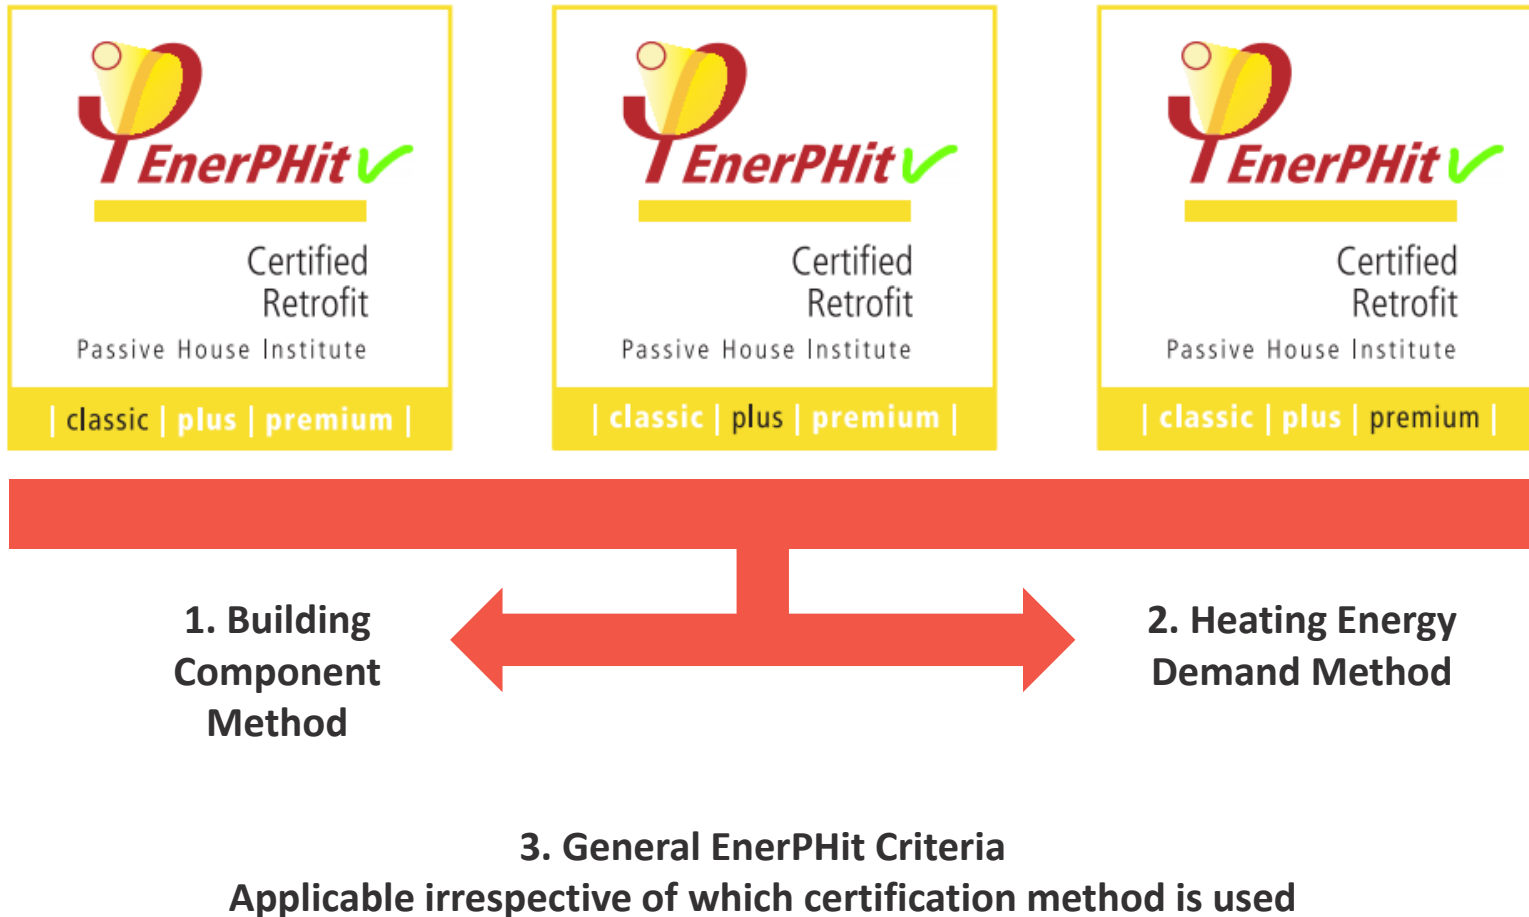 EnerPHit
Certified
Retrofit
Passive House Institute
| classic | plus | premium |
EnerPHit
Certified
Retrofit
Passive House Institute
| classic | plus | premium |
EnerPHit
Certified
Retrofit
Passive House Institute
| classic | plus | premium |
1. Building
Component
Method
2. Heating Energy
Demand Method
3. General EnerPHit Criteria
Applicable irrespective of which certification method is used